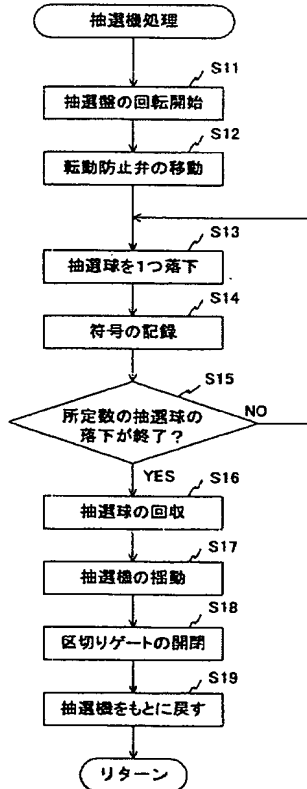 抽選機処理
S11
抽選盤の回転開始
S12
転動防止弁の移動
S13
抽選球を1つ落下
S14
符号の記録
S15
所定数の抽選球の
落下が終了？
NO
YES
S16
抽選球の回収
S17
抽選機の揺動
S18
区切りゲートの開閉
S19
抽選機をもとに戻す
リターン